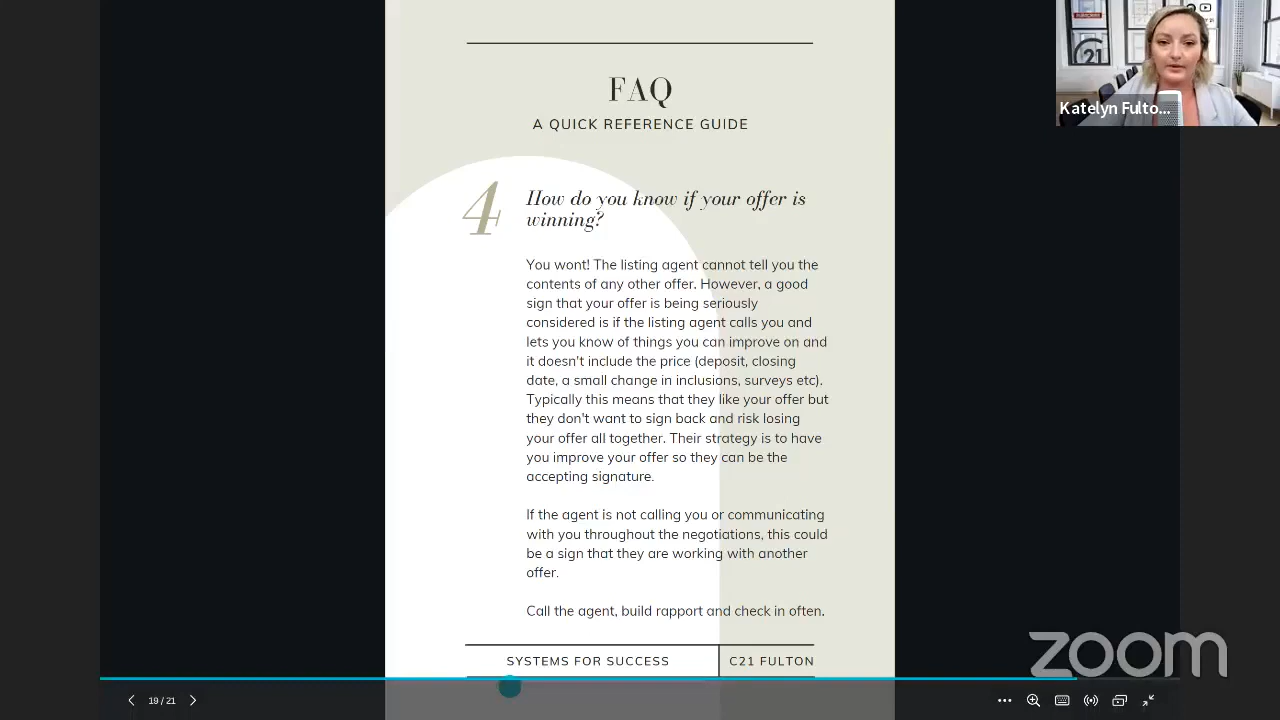 FAQ
A QUICK REFERENCE GUIDE
4
How do you know if your offer is
winning?
You wont! The listing agent cannot tell you the
contents of any other offer. However, a good
sign that your offer is being seriously
considered is if the listing agent calls you and
lets you know of things you can improve on and
it doesn't include the price (deposit, closing
date, a small change in inclusions, surveys etc).
Typically this means that they like your offer but
they don't want to sign back and risk losing
your offer all together. Their strategy is to have
you improve your offer so they can be the
accepting signature.
If the agent is not calling you or communicating
with you throughout the negotiations, this could
be a sign that they are working with another
offer.
Call the agent, build rapport and check in often.
SYSTEMS FOR SUCCESS
C21 FULTON
21
Katelyn Fulto...
zoom
19 / 21